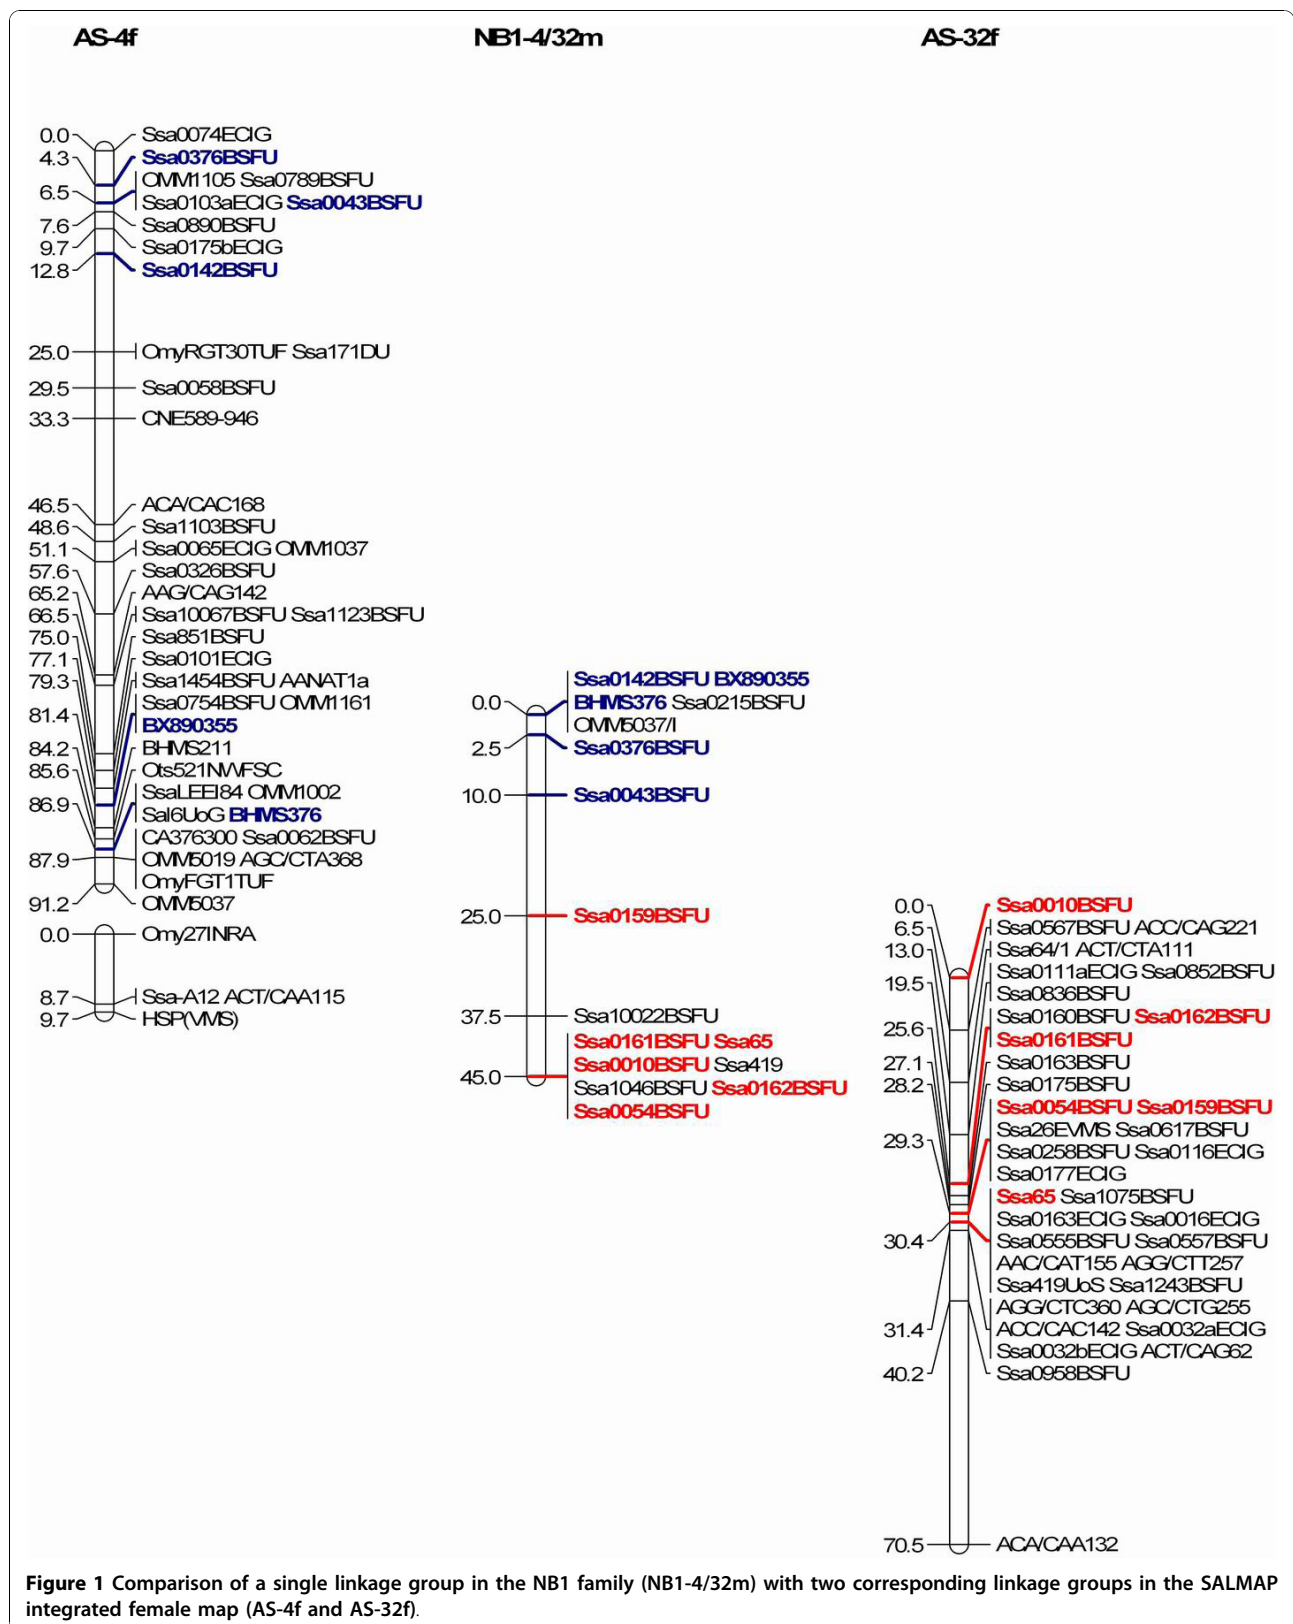 AS-4f
NB1-4/32m
AS-32f
0.0 Ssa0074ECIG
4.3 Ssa0376BSFU
OMM1105 Ssa0789BSFU
6.5 Ssa0103aECIG Ssa0043BSFU
7.6 Ssa0890BSFU
9.7 Ssa0175bECIG
12.8 Ssa0142BSFU
25.0 OmyRGT30TUF Ssa171DU
29.5 Ssa0058BSFU
33.3 CNE589-946
46.5 ACA/CAC168
48.6 Ssa1103BSFU
51.1 Ssa0065ECIG OMM1037
57.6 Ssa0326BSFU
65.2 AAG/CAG142
66.5 Ssa10067BSFU Ssa1123BSFU
75.0 Ssa851BSFU
77.1 Ssa0101ECIG
79.3 Ssa1454BSFU AANAT1a
Ssa0754BSFU OMM1161
81.4 BX890355
84.2 BHMS211
85.6 Ots521NWFSC
SsaLEEI84 OMM1002
86.9 Sal6UoG BHMS376
CA376300 Ssa0062BSFU
87.9 OMM5019 AGC/CTA368
OmyFGT1TUF
91.2 OMM5037
0.0 Omy27INRA
8.7 Ssa-A12 ACT/CAA115
9.7 HSP(VMS)
Ssa0142BSFU BX890355
0.0 BHMS376 Ssa0215BSFU
OMM5037/I
2.5 Ssa0376BSFU
10.0 Ssa0043BSFU
25.0 Ssa0159BSFU
37.5 Ssa10022BSFU
Ssa0161BSFU Ssa65
Ssa0010BSFU Ssa419
45.0 Ssa1046BSFU Ssa0162BSFU
Ssa0054BSFU
0.0 Ssa0010BSFU
6.5 Ssa0567BSFU ACC/CAG221
13.0 Ssa64/1 ACT/CTA111
Ssa0111aECIG Ssa0852BSFU
19.5 Ssa0836BSFU
Ssa0160BSFU Ssa0162BSFU
25.6 Ssa0161BSFU
27.1 Ssa0163BSFU
28.2 Ssa0175BSFU
Ssa0054BSFU Ssa0159BSFU
Ssa26EVMS Ssa0617BSFU
29.3 Ssa0258BSFU Ssa0116ECIG
Ssa0177ECIG
Ssa65 Ssa1075BSFU
Ssa0163ECIG Ssa0016ECIG
30.4 Ssa0555BSFU Ssa0557BSFU
AAC/CAT155 AGG/CTT257
Ssa419UoS Ssa1243BSFU
AGG/CTC360 AGC/CTG255
31.4 ACC/CAC142 Ssa0032aECIG
Ssa0032bECIG ACT/CAG62
40.2 Ssa0958BSFU
70.5 ACA/CAA132
Figure 1 Comparison of a single linkage group in the NB1 family (NB1-4/32m) with two corresponding linkage groups in the SALMAP
integrated female map (AS-4f and AS-32f).